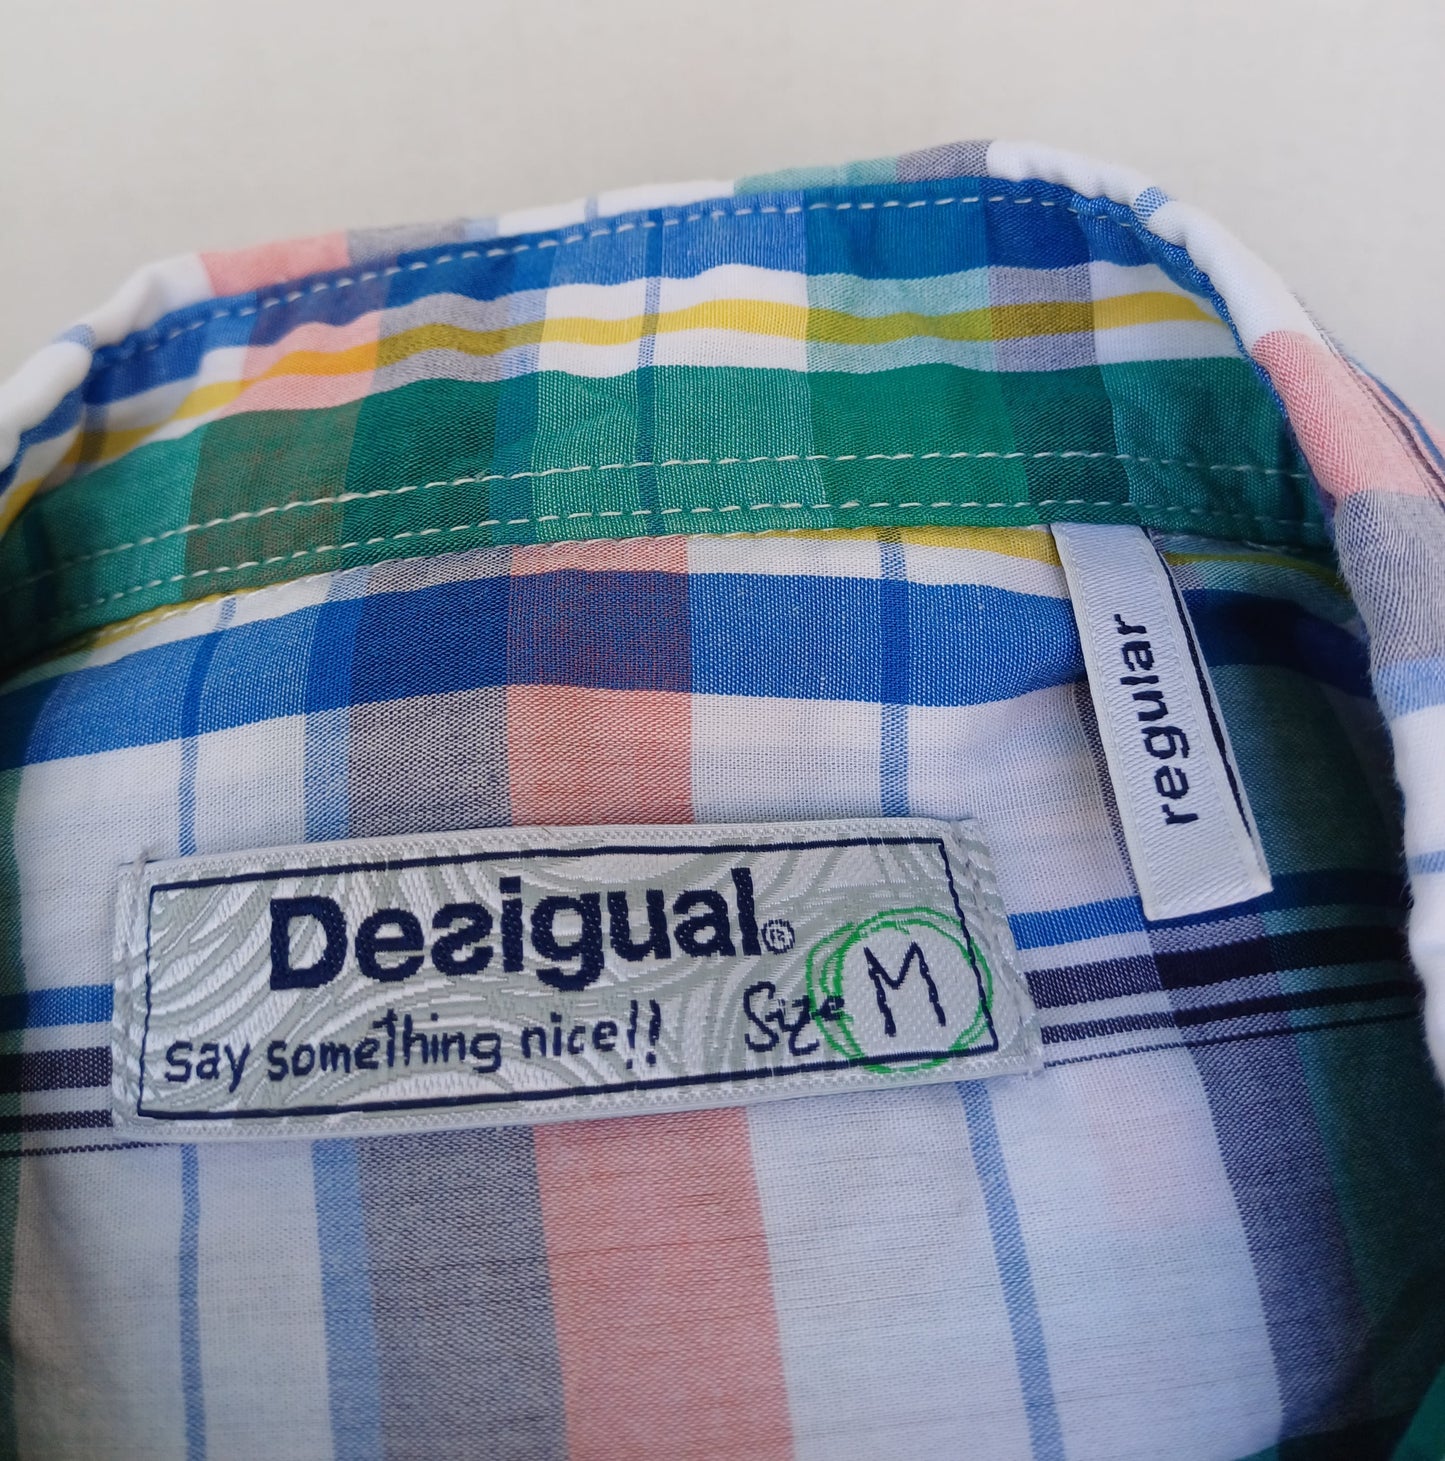 regular
Desigual®
say something nice!! Size M